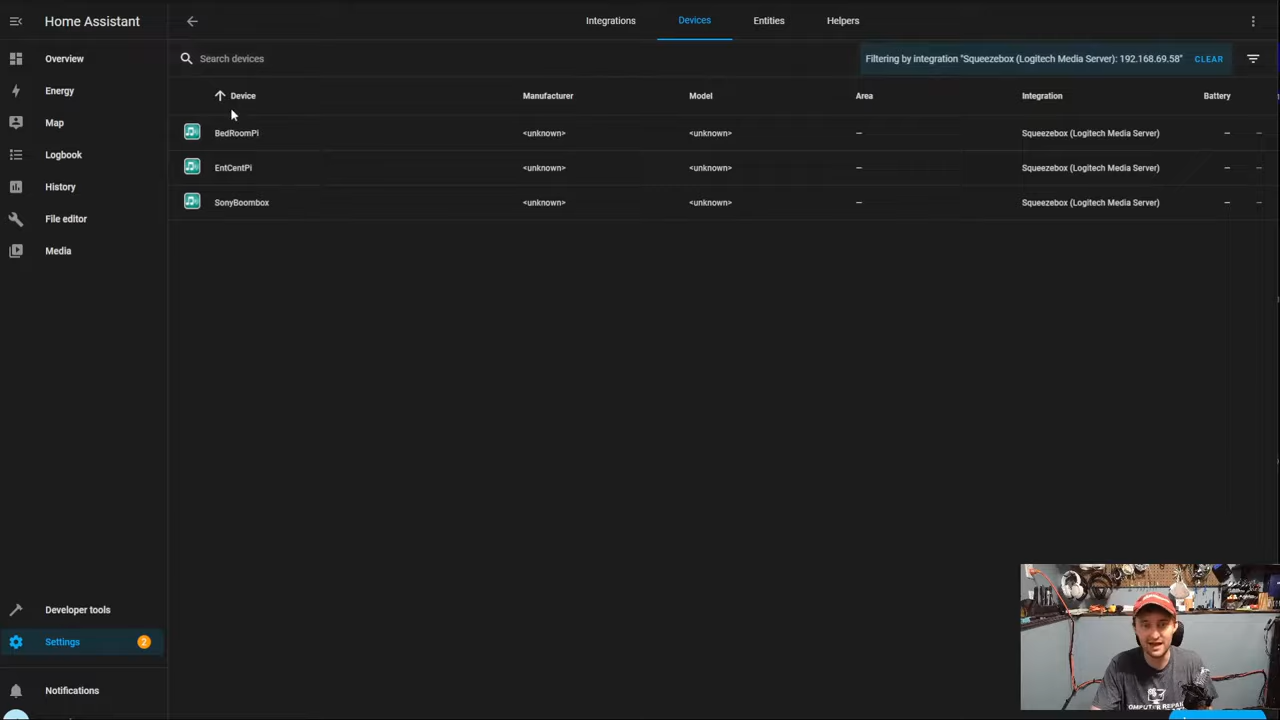 Home Assistant
Integrations
Devices
Entities
Helpers
Overview
Energy
Map
Logbook
History
File editor
Media
Search devices
Filtering by integration "Squeezebox (Logitech Media Server): 192.168.69.58"
CLEAR
Device
Manufacturer
Model
Area
Integration
Battery
BedRoomPi
<unknown>
<unknown>
–
Squeezebox (Logitech Media Server)
–
–
EntCentPi
<unknown>
<unknown>
–
Squeezebox (Logitech Media Server)
–
–
SonyBoombox
<unknown>
<unknown>
–
Squeezebox (Logitech Media Server)
–
–
Developer tools
Settings
2
Notifications
COMPUTER REPAIR